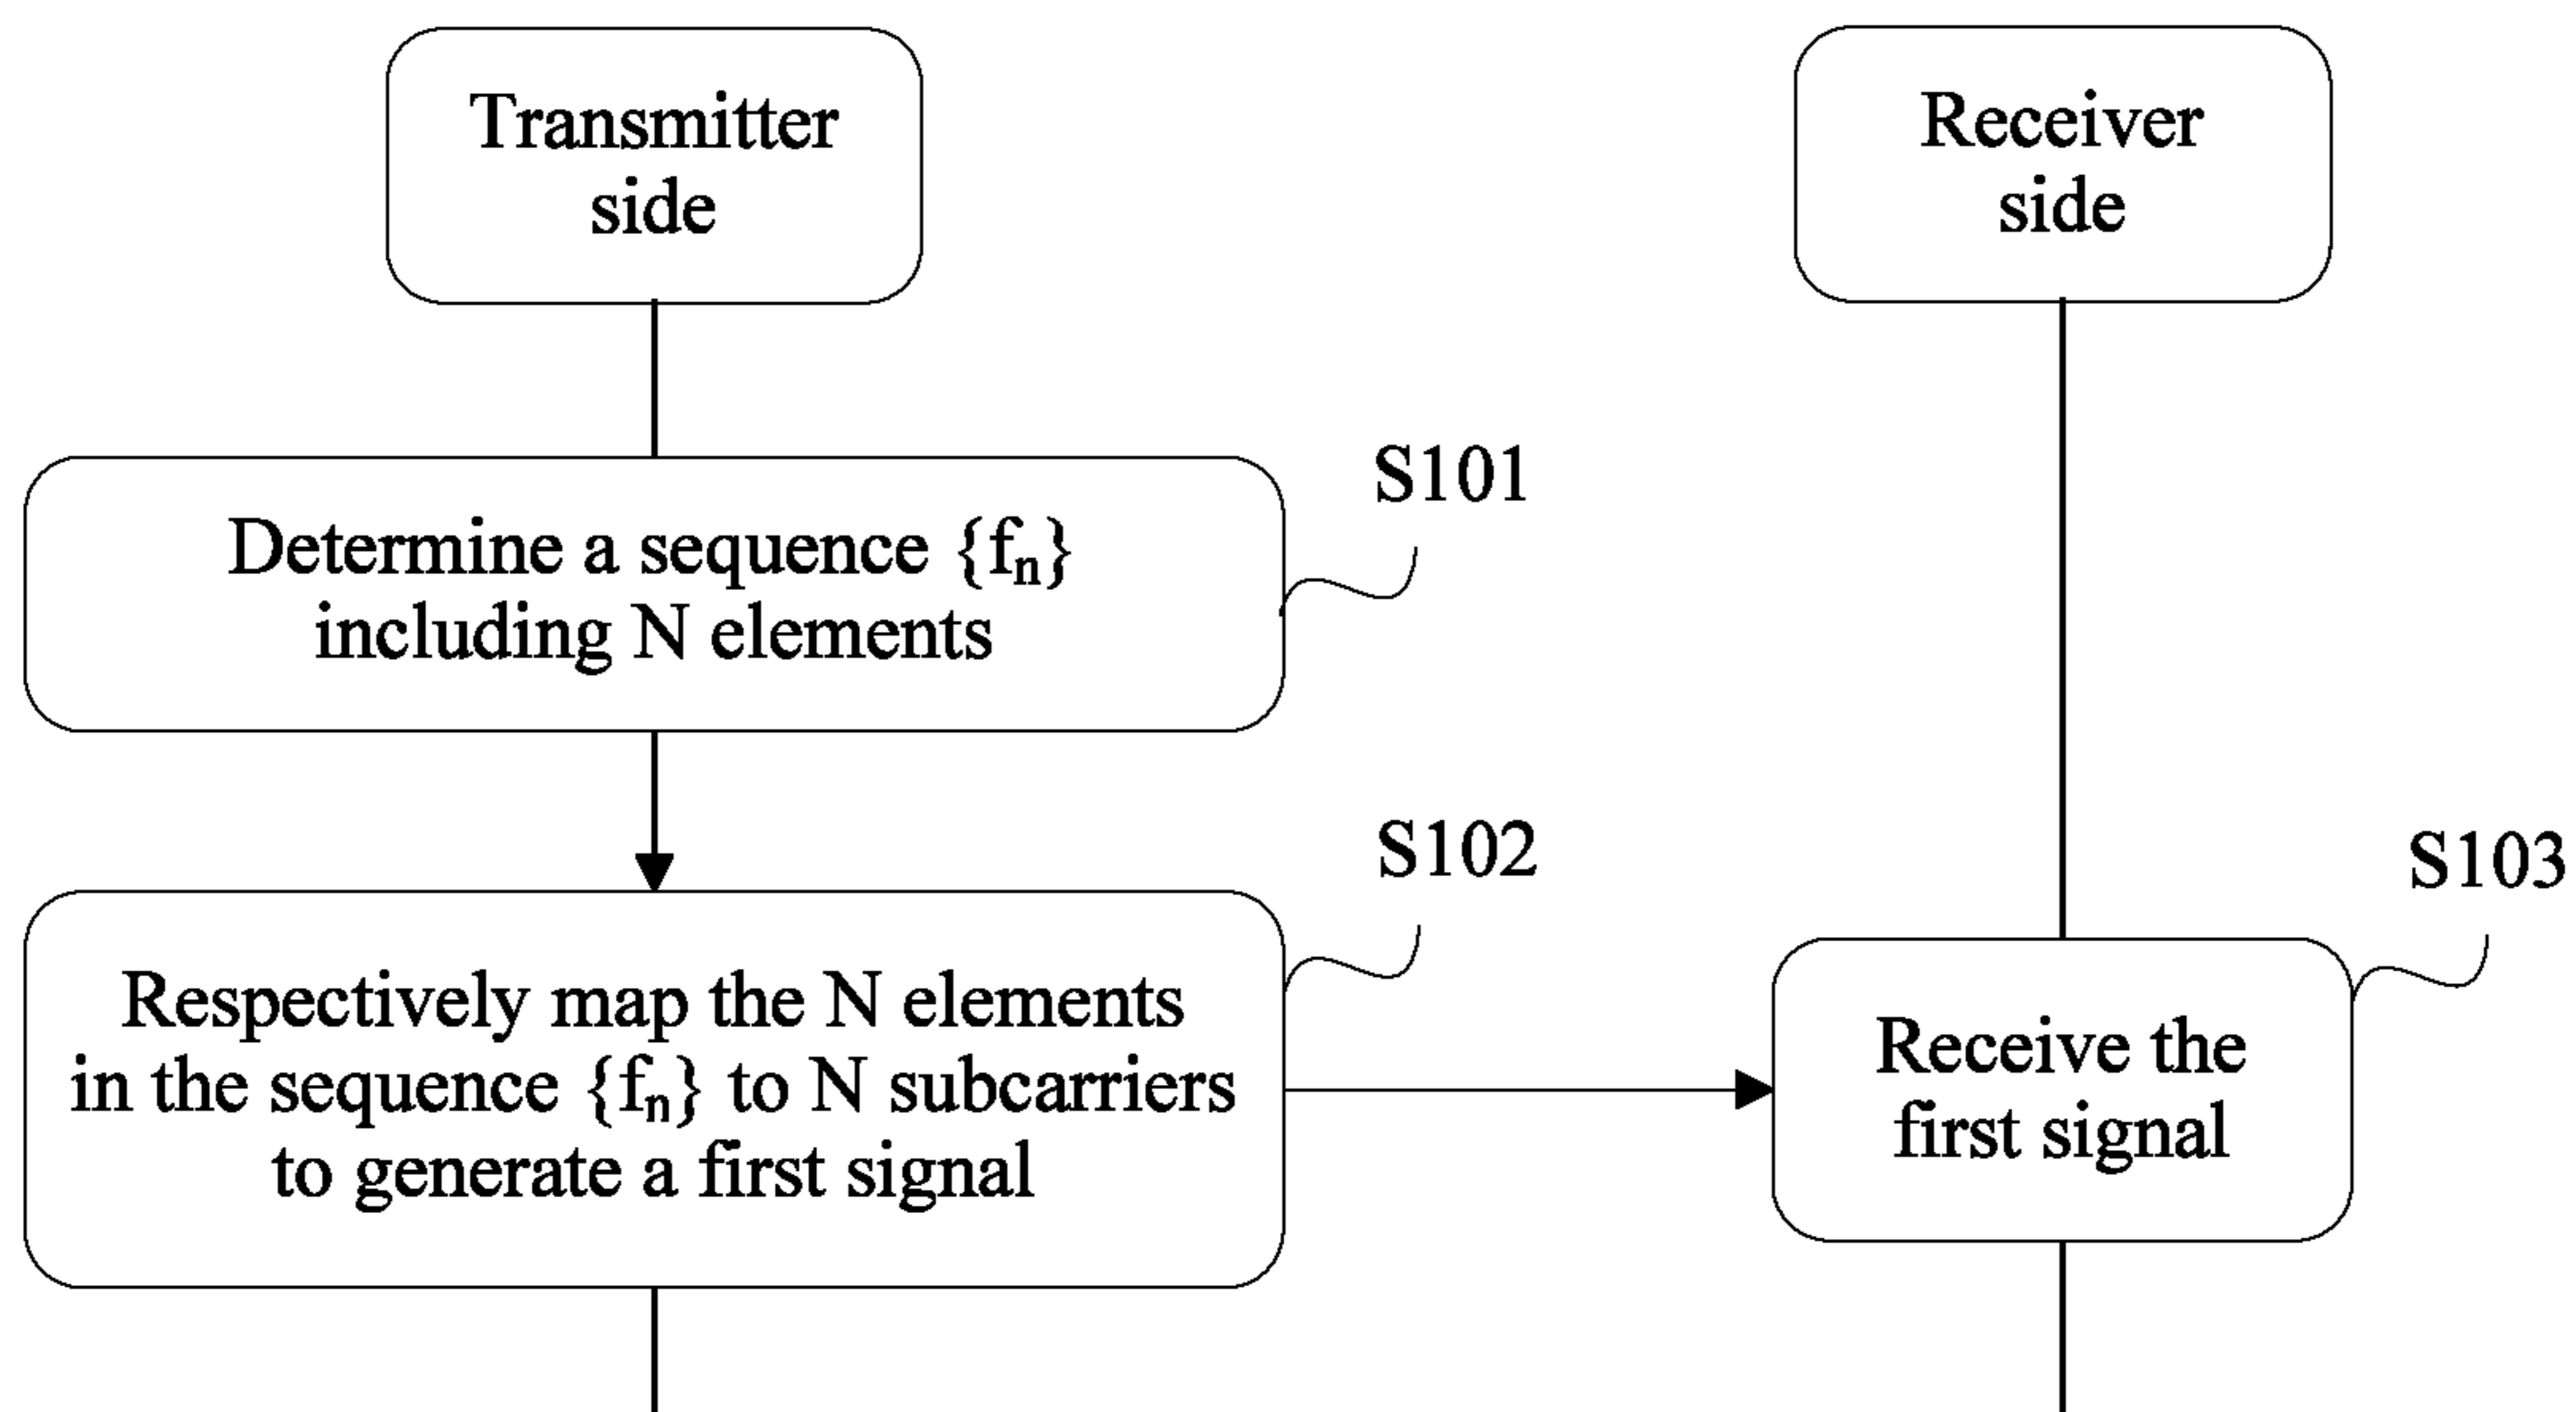 Transmitter
side
Receiver
side
S101
Determine a sequence {fₙ}
including N elements
S102
Respectively map the N elements
in the sequence {fₙ} to N subcarriers
to generate a first signal
S103
Receive the
first signal